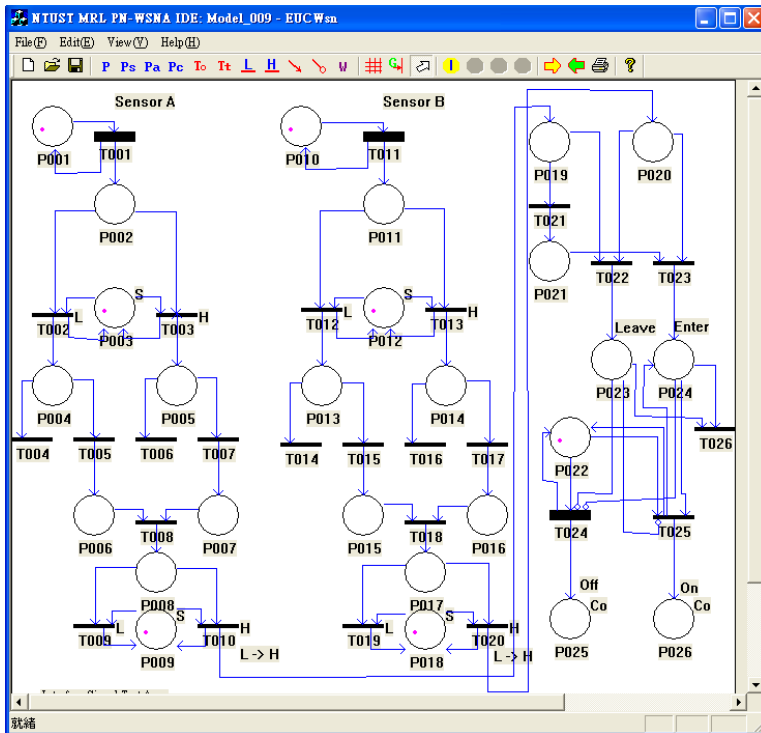 NTUST MRL PN-WSNA IDE: Model_009 - EUCWsn
File(F) Edit(E) View(V) Help(H)
P Ps Pa Pc To Tt L H W G I ?
Sensor A Sensor B
P001 T001 P010 T011 P019 P020
P002 P011 T021
P021 T022 T023
S S
T002 L P003 T003 H T012 L P012 T013 H
Leave Enter
P004 P005 P013 P014 P023 P024
T004 T005 T006 T007 T014 T015 T016 T017 P022 T026
P006 T008 P007 P015 T018 P016 T024 T025
P008 P017 Off On
S S Co Co
T009 L P009 T010 H T019 L P018 T020 H P025 P026
L -> H L -> H
就緒